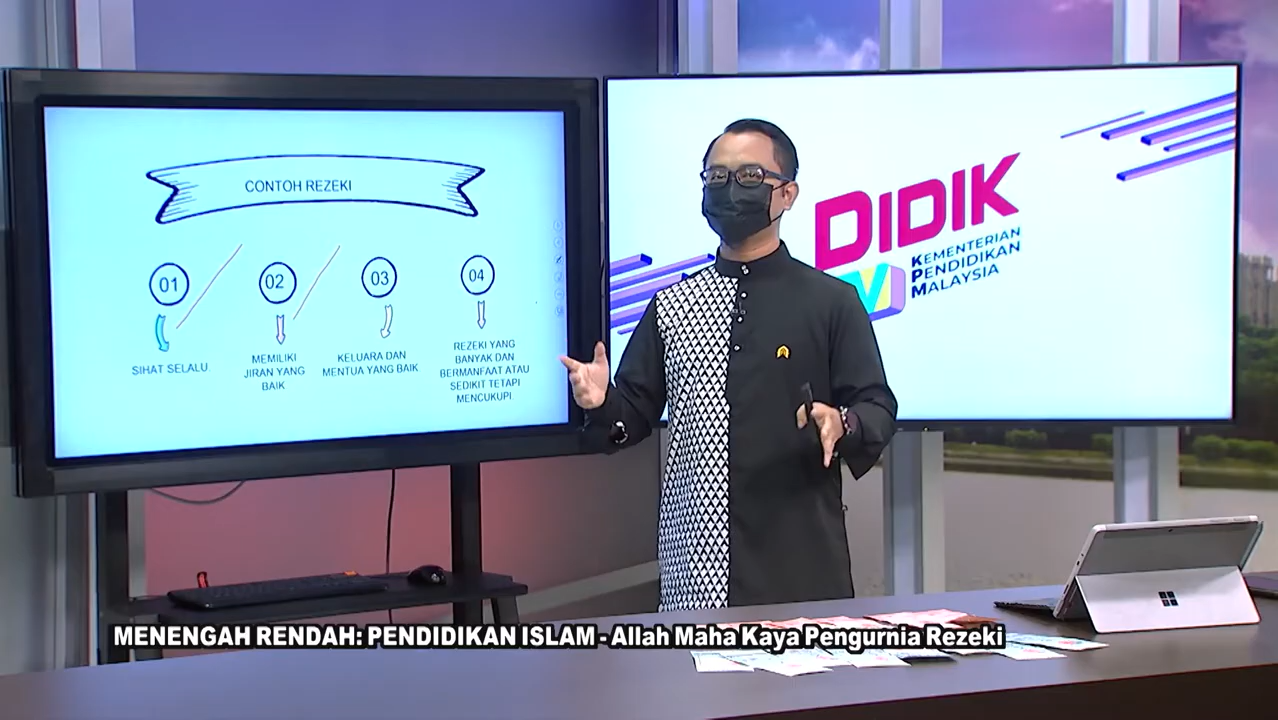 CONTOH REZEKI
01
02
03
04
SIHAT SELALU
MEMILIKI
JIRAN YANG
BAIK
KELUARA DAN
MENTUA YANG BAIK
REZEKI YANG
BANYAK DAN
BERMANFAAT ATAU
SEDIKIT TETAPI
MENCUKUPI
DIDIK
V
KEMENTERIAN
PENDIDIKAN
MALAYSIA
MENENGAH RENDAH: PENDIDIKAN ISLAM - Allah Maha Kaya Pengurnia Rezeki